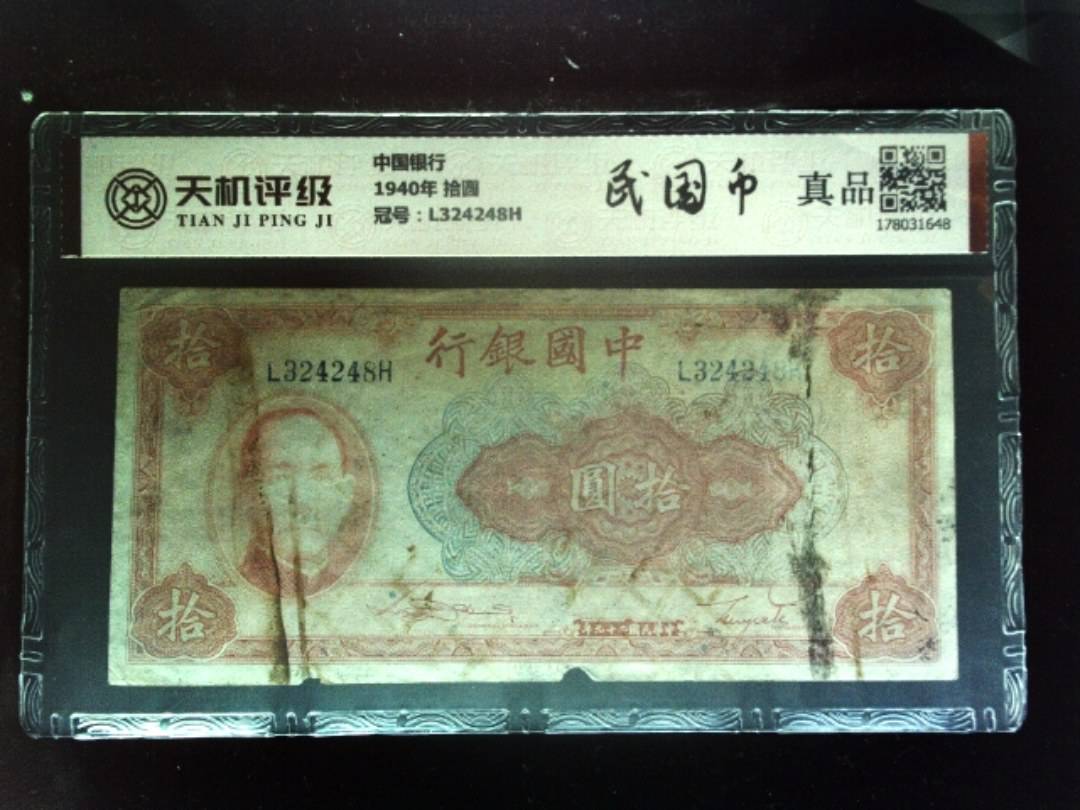 天机评级
TIAN JI PING JI
中国银行
1940年 拾圆
冠号：L324248H
民国币
真品
178031648
行銀國中
拾
拾
L324248H
L324248H
圓拾
拾
拾